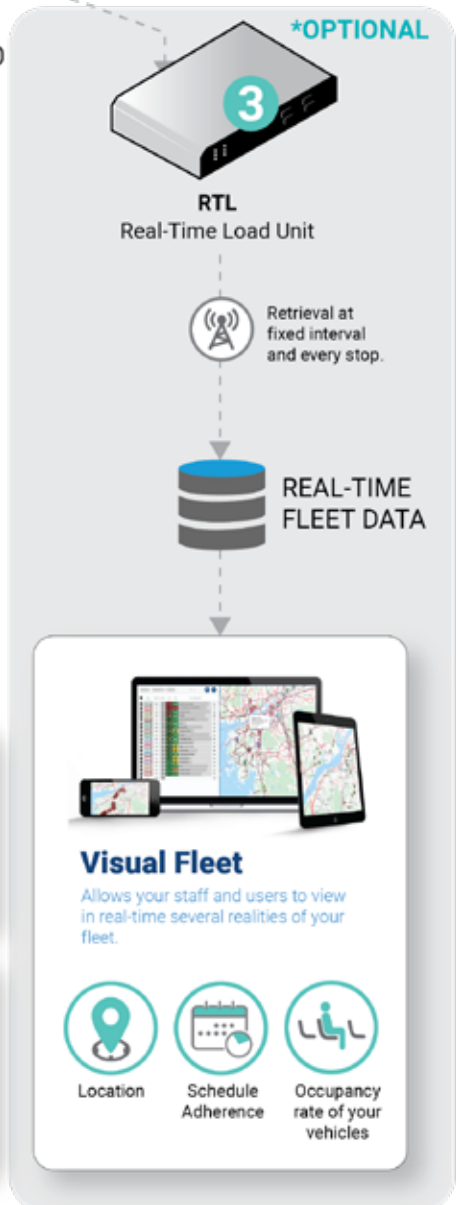 *OPTIONAL
3
RTL
Real-Time Load Unit
Retrieval at
fixed interval
and every stop.
REAL-TIME
FLEET DATA
Visual Fleet
Allows your staff and users to view
in real-time several realities of your
fleet.
Location
Schedule
Adherence
Occupancy
rate of your
vehicles